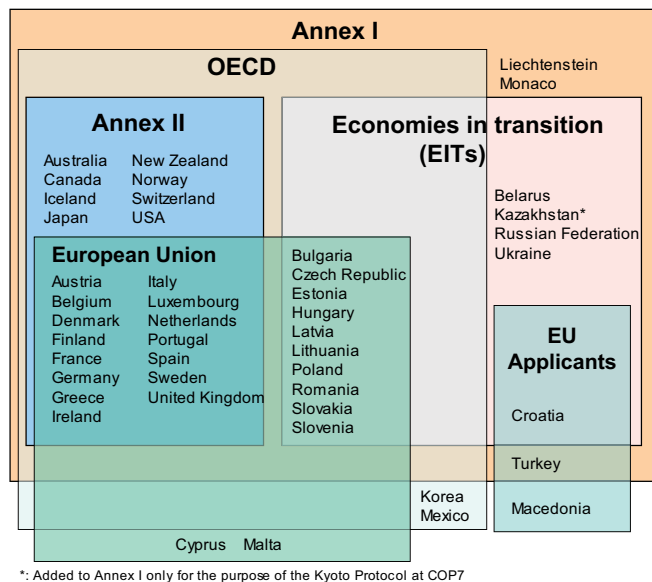 Annex I
OECD
Liechtenstein
Monaco
Annex II
Australia New Zealand
Canada Norway
Iceland Switzerland
Japan USA
Economies in transition
(EITs)
Belarus
Kazakhstan*
Russian Federation
Ukraine
European Union
Austria Italy
Belgium Luxembourg
Denmark Netherlands
Finland Portugal
France Spain
Germany Sweden
Greece United Kingdom
Ireland
Bulgaria
Czech Republic
Estonia
Hungary
Latvia
Lithuania
Poland
Romania
Slovakia
Slovenia
EU
Applicants
Croatia
Turkey
Macedonia
Korea
Mexico
Cyprus Malta
*: Added to Annex I only for the purpose of the Kyoto Protocol at COP7